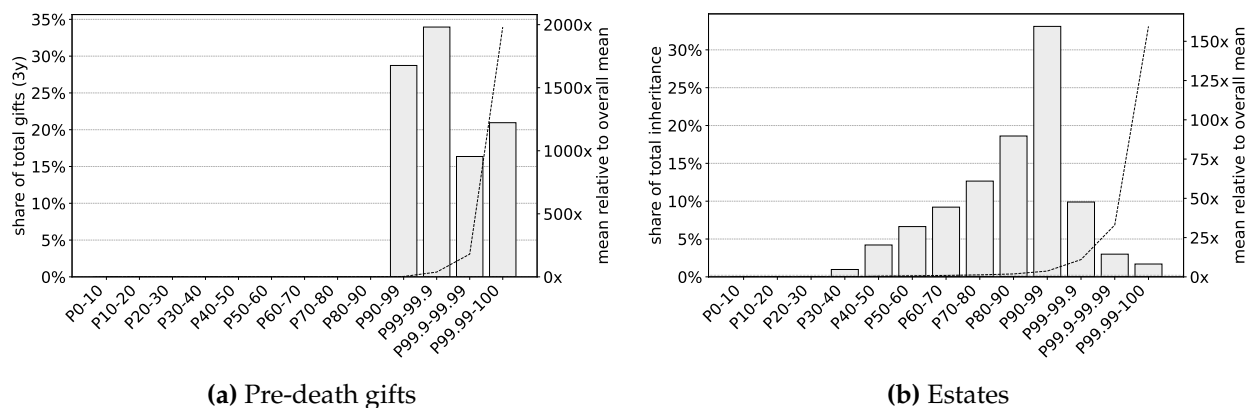 share of total gifts (3y)
35%
30%
25%
20%
15%
10%
5%
0%
2000x
1500x
1000x
500x
0x
mean relative to overall mean
P0-10
P10-20
P20-30
P30-40
P40-50
P50-60
P60-70
P70-80
P80-90
P90-99
P99-99.9
P99.9-99.99
P99.99-100
(a) Pre-death gifts
share of total inheritance
30%
25%
20%
15%
10%
5%
0%
150x
125x
100x
75x
50x
25x
0x
mean relative to overall mean
P0-10
P10-20
P20-30
P30-40
P40-50
P50-60
P60-70
P70-80
P80-90
P90-99
P99-99.9
P99.9-99.99
P99.99-100
(b) Estates